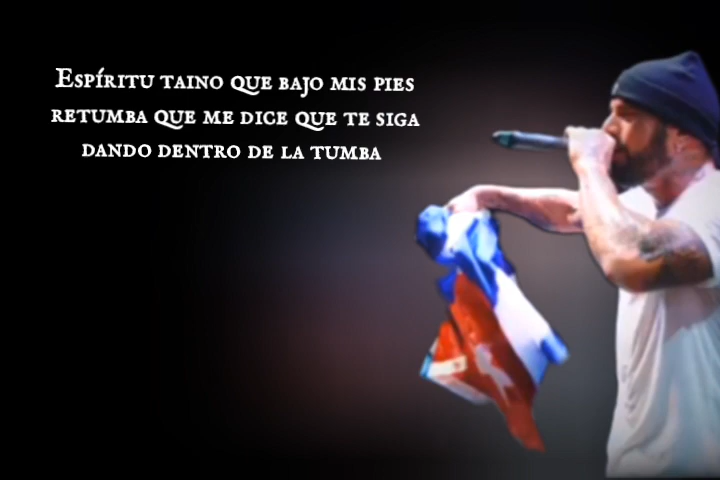 Espíritu taino que bajo mis pies
retumba que me dice que te siga
dando dentro de la tumba